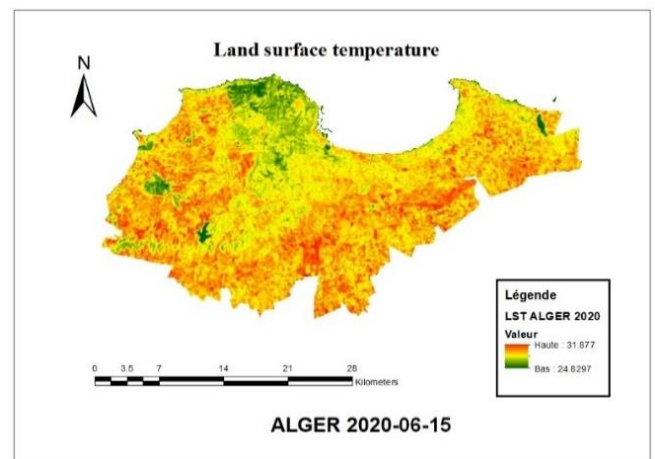 Land surface temperature
N
Légende
LST ALGER 2020
Valeur
Haute : 31.877
Bas : 24.6297
0 3.5 7 14 21 28
Kilometers
ALGER 2020-06-15